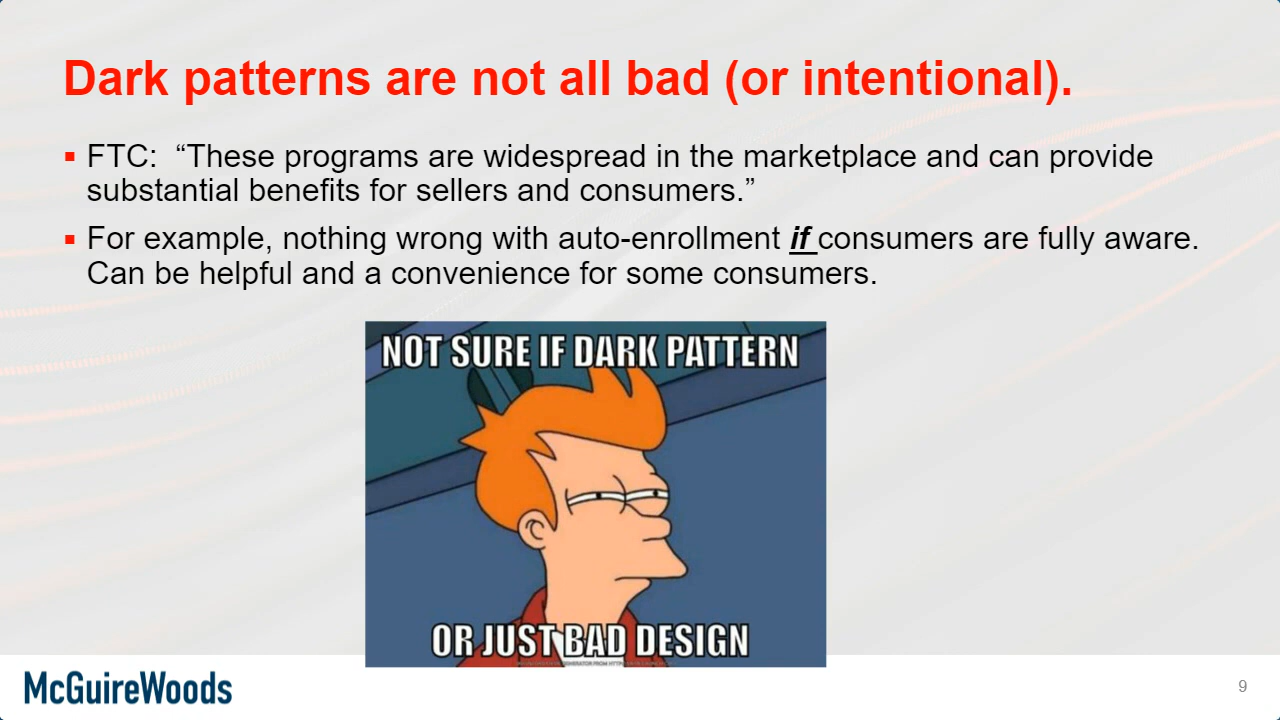 Dark patterns are not all bad (or intentional).
▪ FTC:  “These programs are widespread in the marketplace and can provide
substantial benefits for sellers and consumers.”
▪ For example, nothing wrong with auto-enrollment if consumers are fully aware.
Can be helpful and a convenience for some consumers.
NOT SURE IF DARK PATTERN
OR JUST BAD DESIGN
McGuireWoods
9